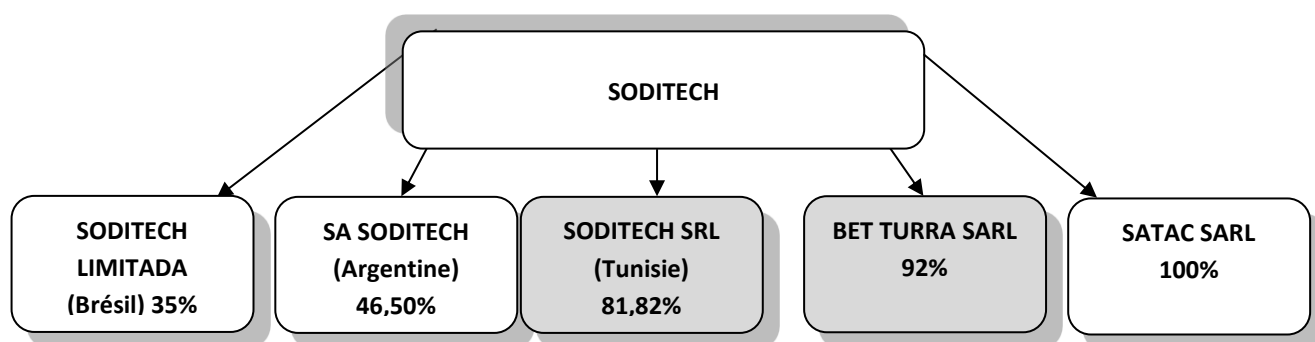 SODITECH
SODITECH
LIMITADA
(Brésil) 35%
SA SODITECH
(Argentine)
46,50%
SODITECH SRL
(Tunisie)
81,82%
BET TURRA SARL
92%
SATAC SARL
100%